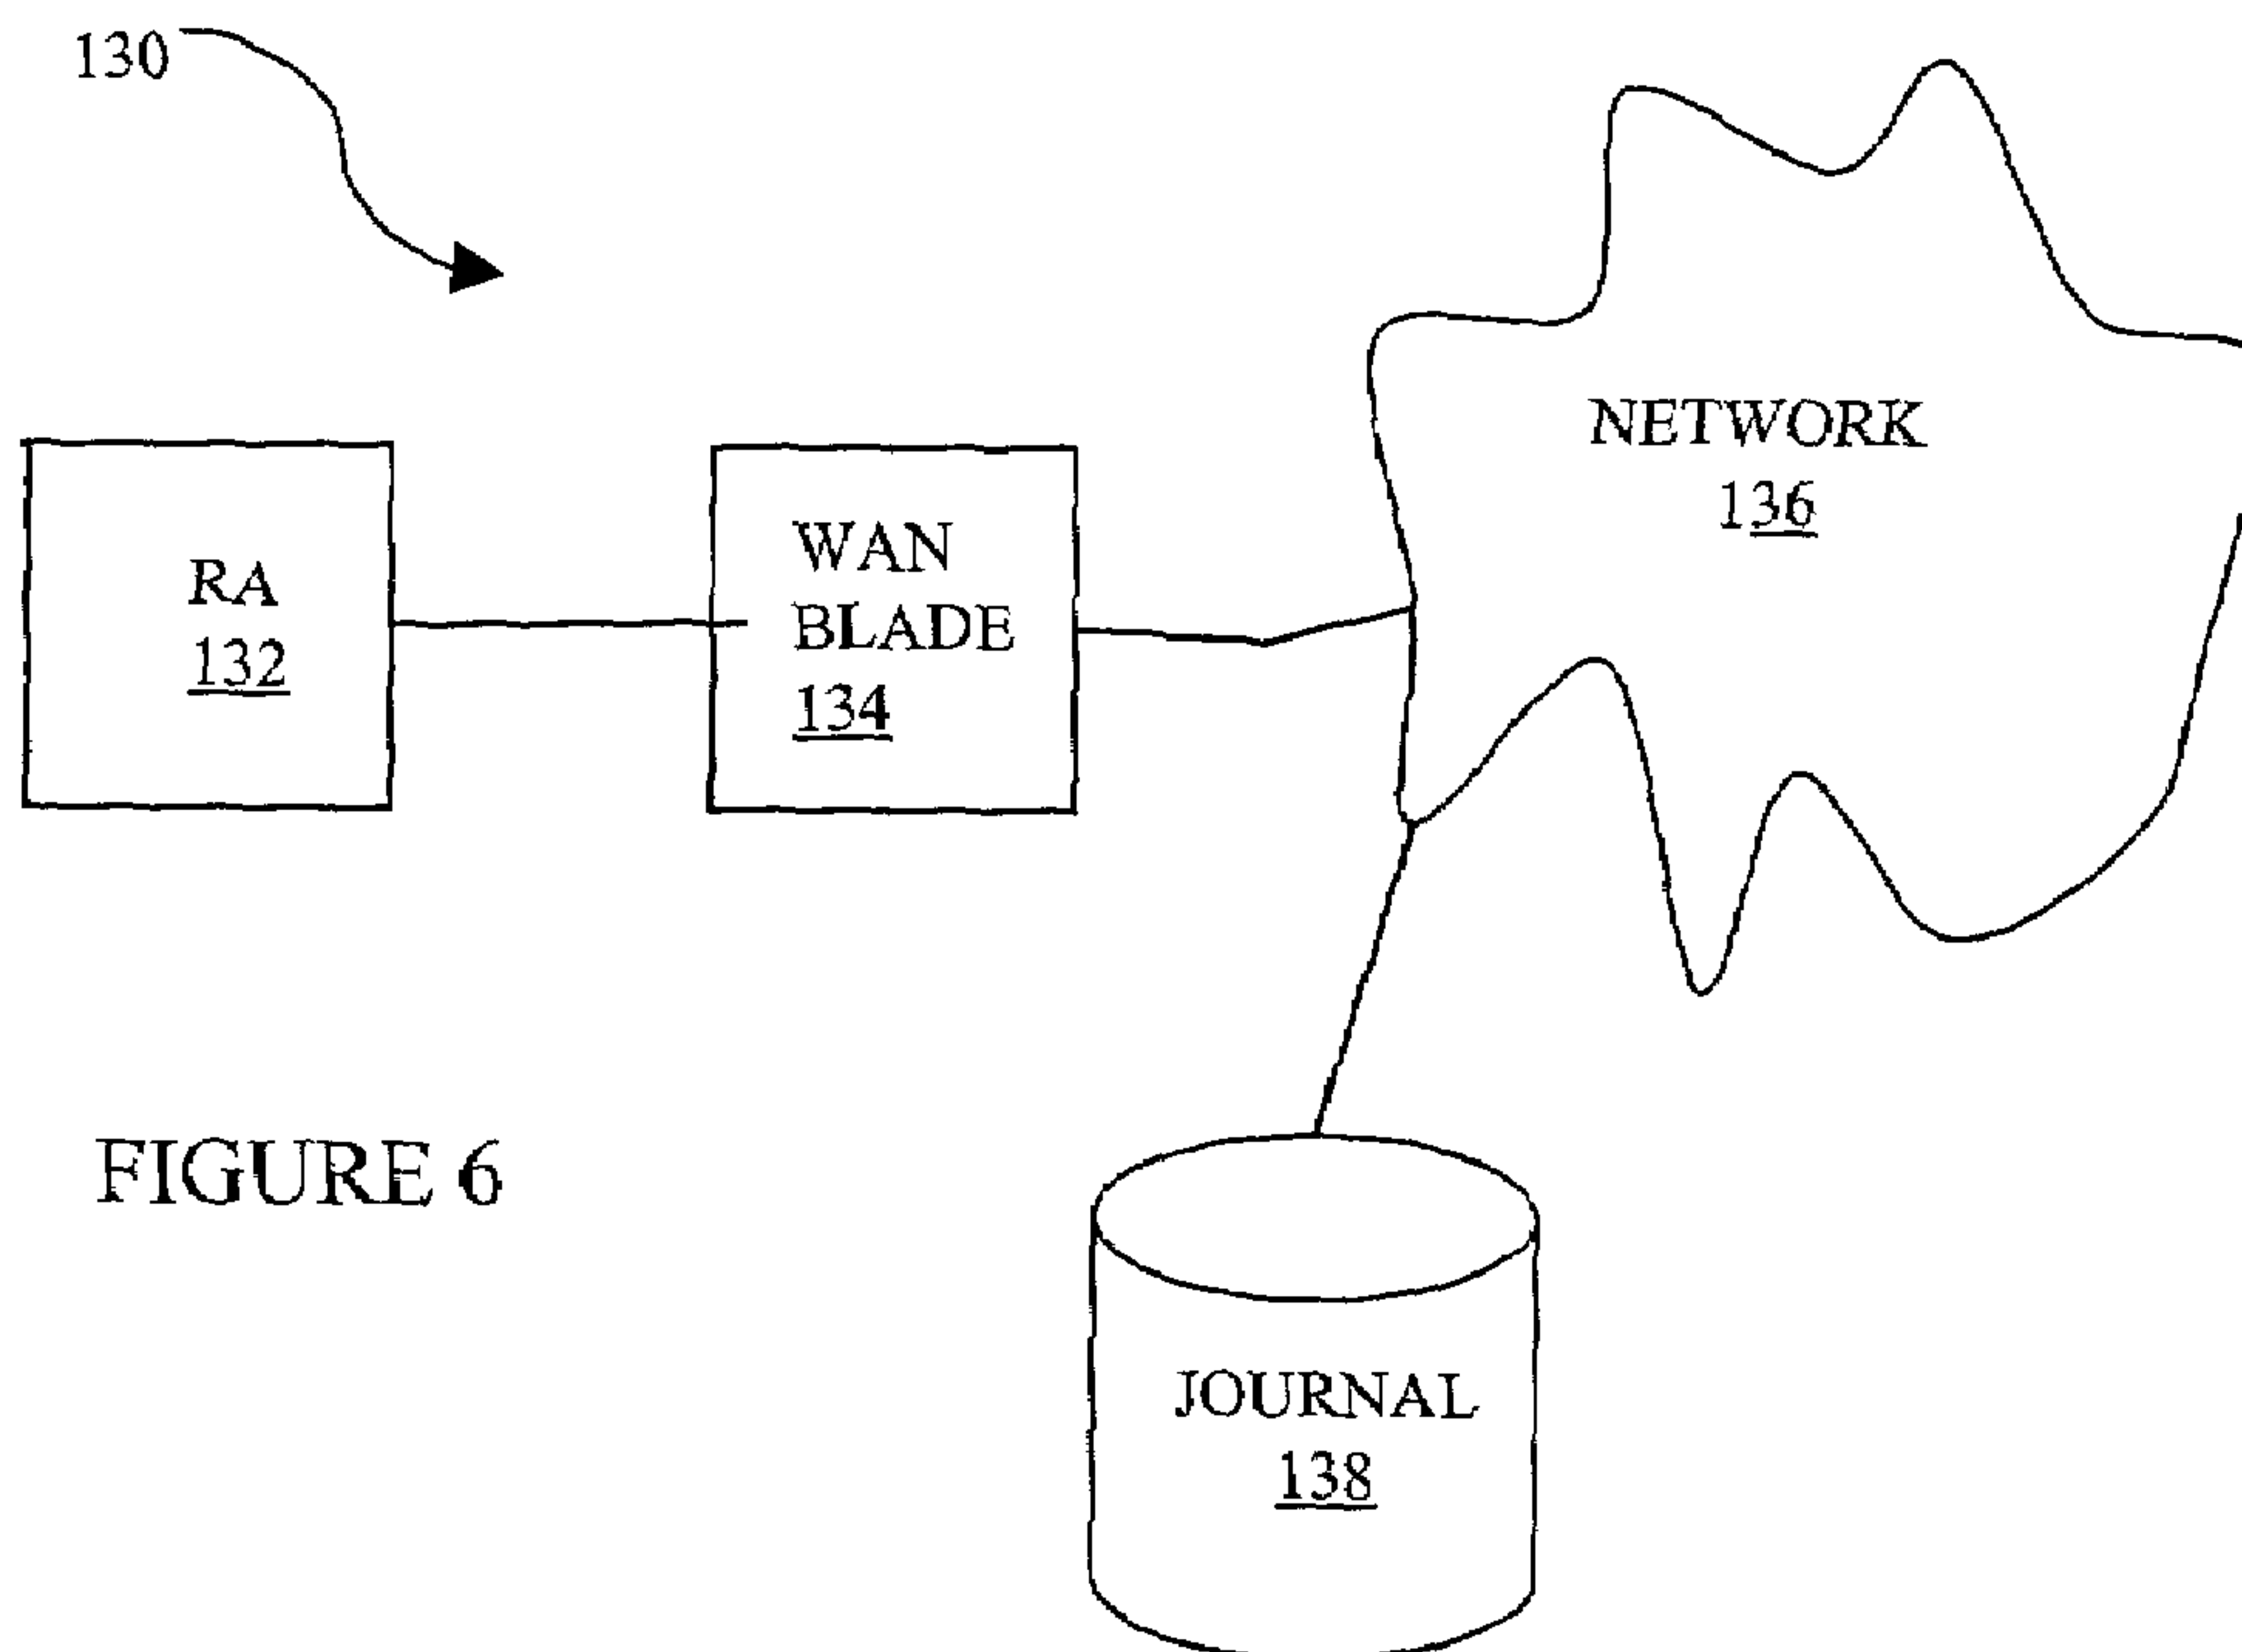 130
NETWORK
136
RA
132
WAN
BLADE
134
FIGURE 6
JOURNAL
138